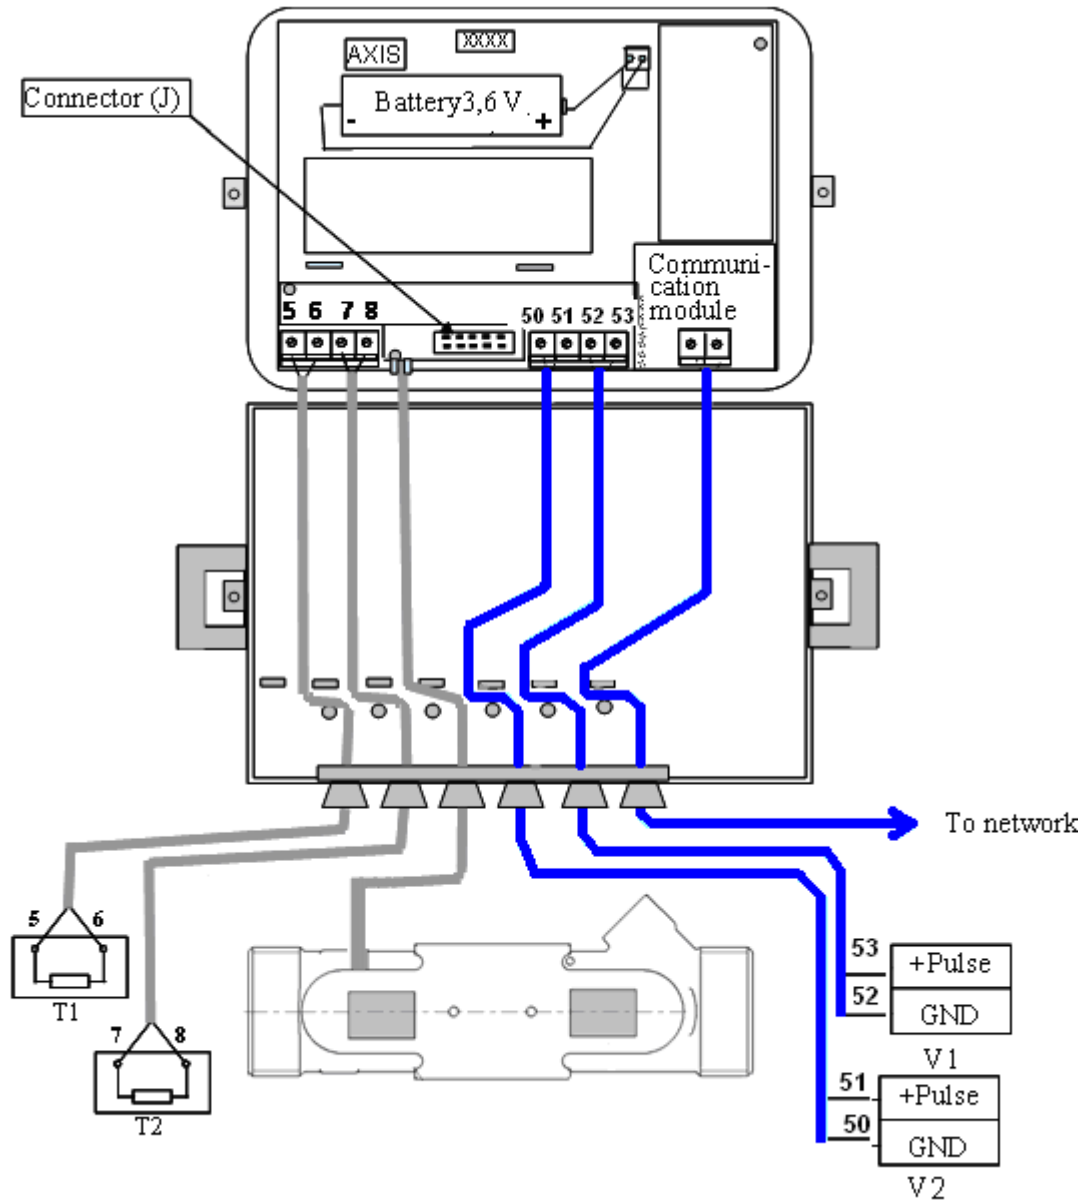 AXIS
XXXX
Connector (J)
Battery3,6 V
- +
Communi-
cation
module
5 6 7 8
50 51 52 53
To network
5 6
T1
7 8
T2
53 +Pulse
52 GND
V1
51 +Pulse
50 GND
V2